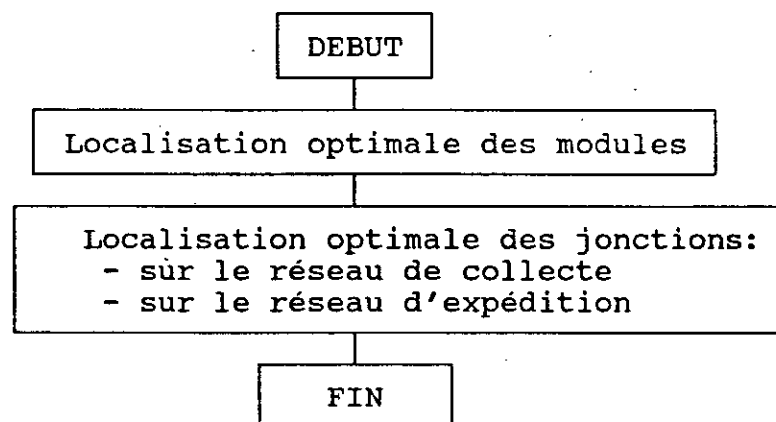 DEBUT
Localisation optimale des modules
Localisation optimale des jonctions:
- sur le réseau de collecte
- sur le réseau d'expédition
FIN